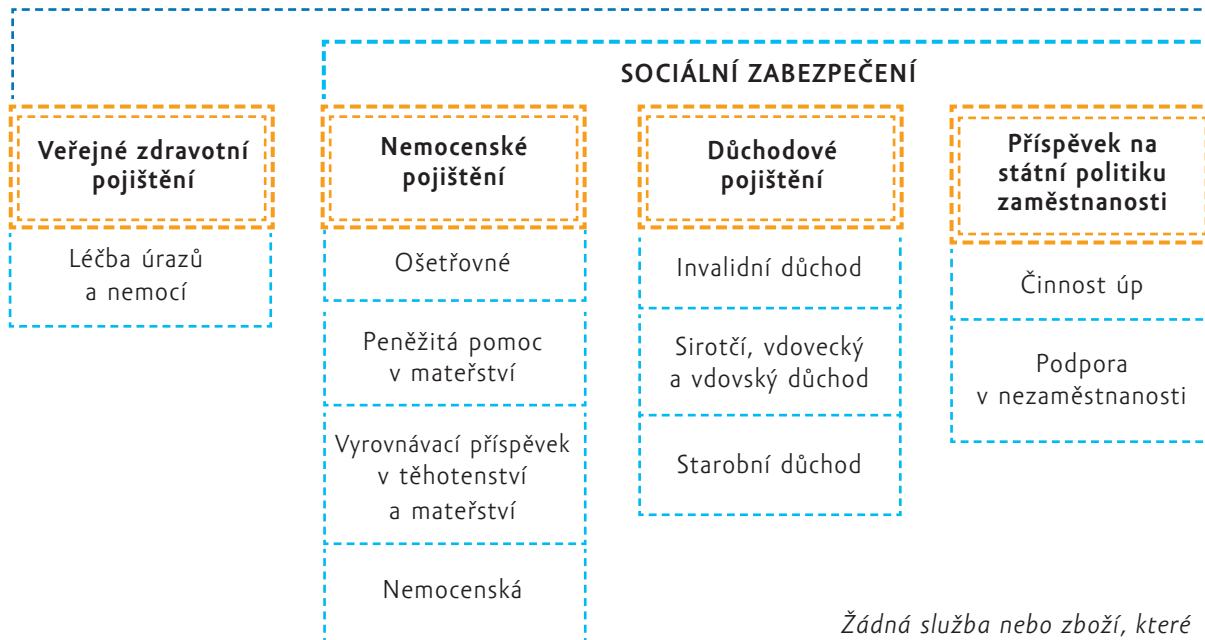 SOCIÁLNÍ ZABEZPEČENÍ
Veřejné zdravotní
pojištění
Léčba úrazů
a nemocí
Nemocenské
pojištění
Ošetřovné
Peněžitá pomoc
v mateřství
Vyrovnávací příspěvek
v těhotenství
a mateřství
Nemocenská
Důchodové
pojištění
Invalidní důchod
Sirotčí, vdovecký
a vdovský důchod
Starobní důchod
Příspěvek na
státní politiku
zaměstnanosti
Činnost úp
Podpora
v nezaměstnanosti
Žádná služba nebo zboží, které